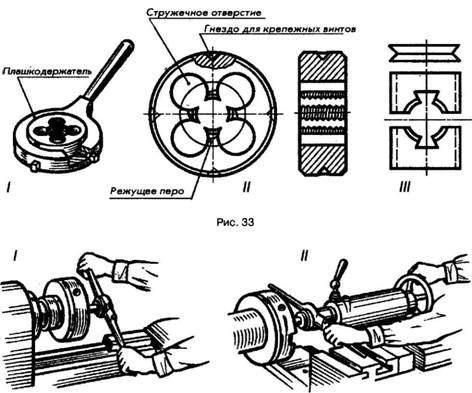 Стружечное отверстие
Гнездо для крепежных винтов
Плашкодержатель
Режущее перо
I
II
III
Рис. 33
I
II